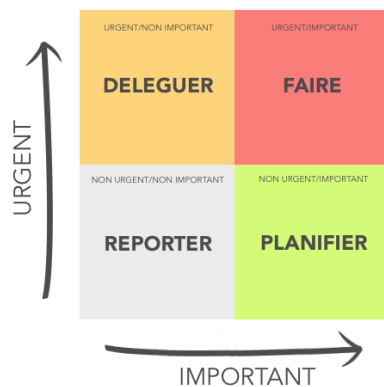 URGENT/NON IMPORTANT
DELEGUER
URGENT/IMPORTANT
FAIRE
URGENT
NON URGENT/NON IMPORTANT
REPORTER
NON URGENT/IMPORTANT
PLANIFIER
IMPORTANT